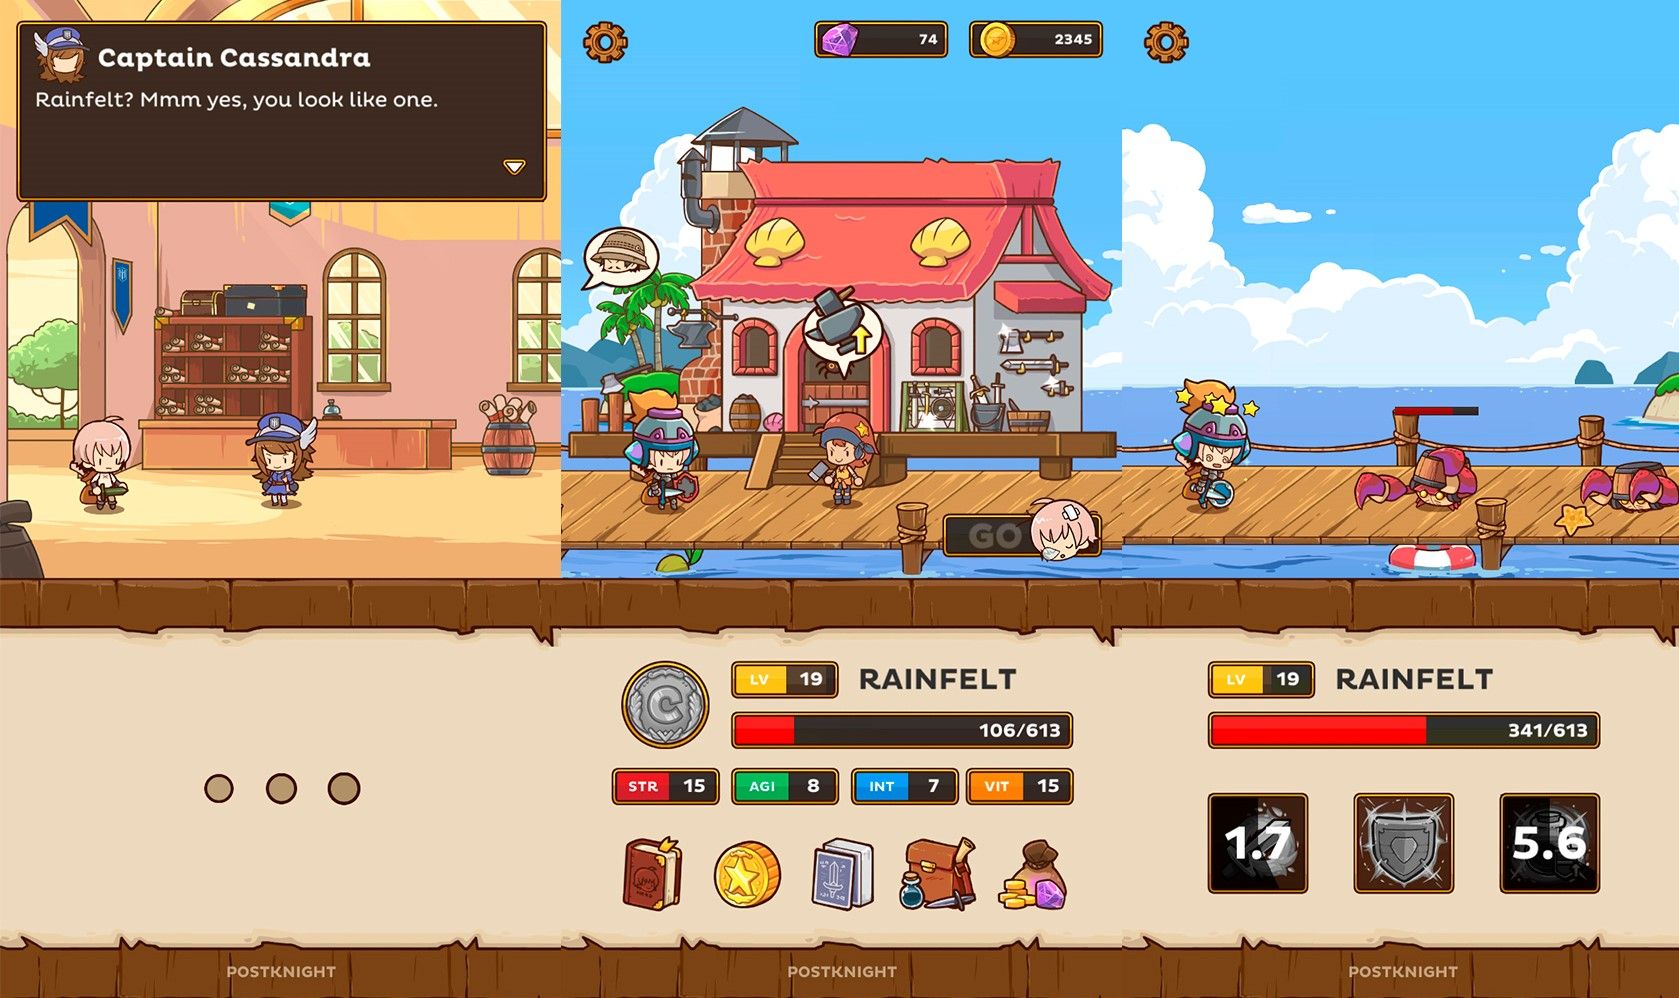 Captain Cassandra
Rainfelt? Mmm yes, you look like one.
POSTKNIGHT
74
2345
GO
C
LV 19 RAINFELT
106/613
STR 15 AGI 8 INT 7 VIT 15
POSTKNIGHT
LV 19 RAINFELT
341/613
1.7
5.6
POSTKNIGHT